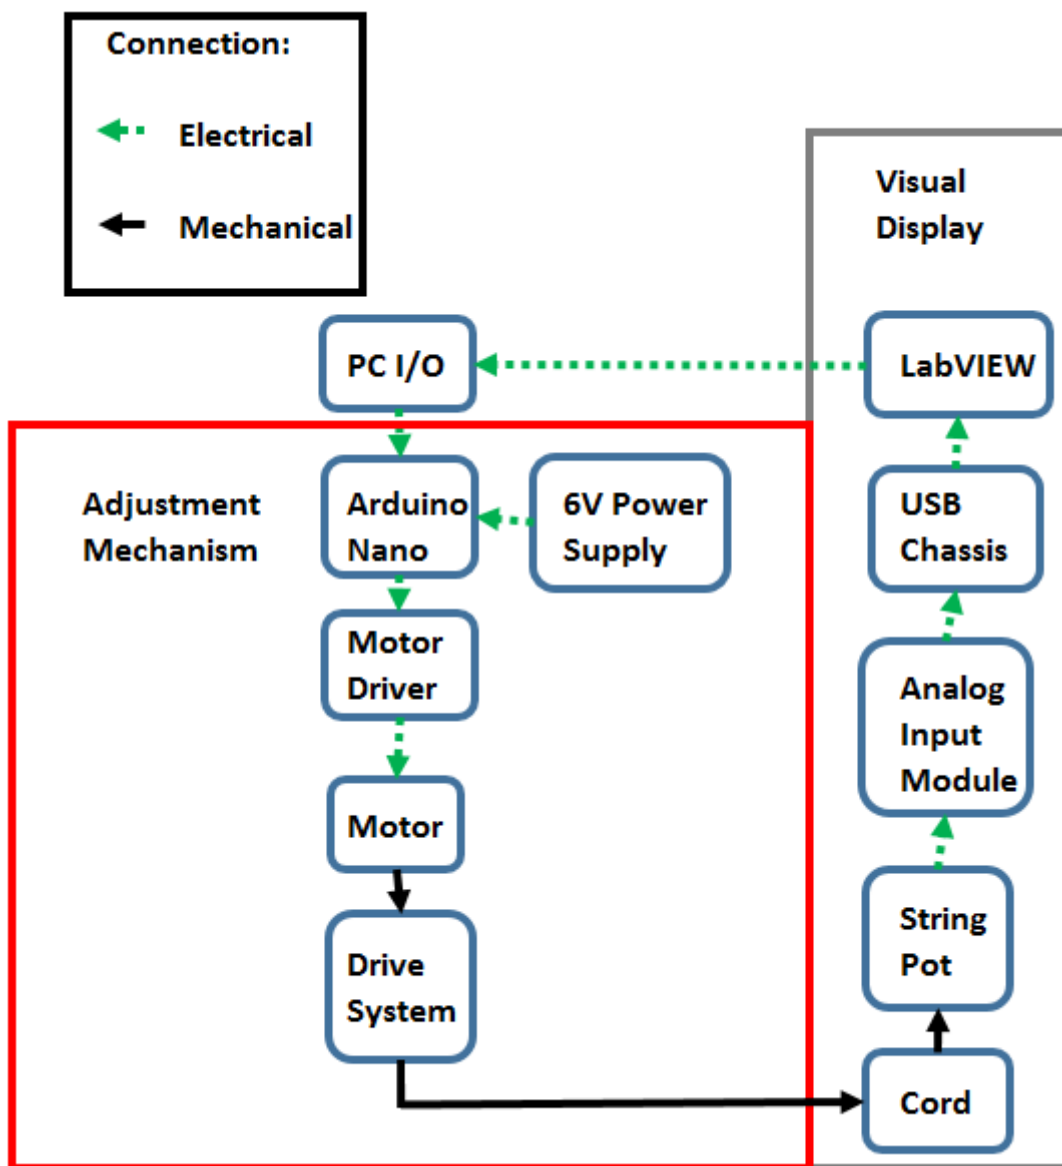 Connection:
Electrical
Mechanical
Visual
Display
PC I/O
LabVIEW
Adjustment
Mechanism
Arduino
Nano
6V Power
Supply
USB
Chassis
Motor
Driver
Analog
Input
Module
Motor
String
Pot
Drive
System
Cord